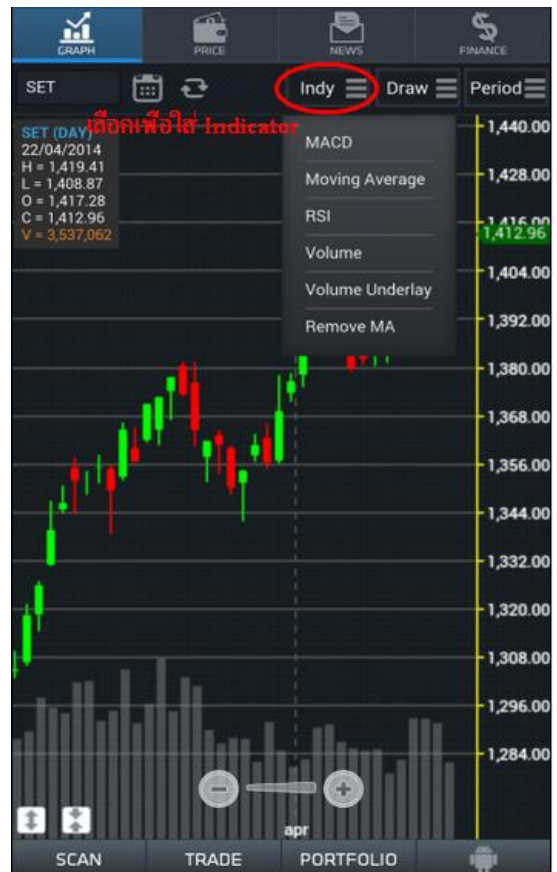 GRAPH PRICE NEWS FINANCE
SET Indy Draw Period
เลือกเพื่อใส่ Indicator
SET (DAY)
22/04/2014
H = 1,419.41
L = 1,408.87
O = 1,417.28
C = 1,412.96
V = 3,537,062
MACD
Moving Average
RSI
Volume
Volume Underlay
Remove MA
1,440.00
1,428.00
1,416.00
1,412.96
1,404.00
1,392.00
1,380.00
1,368.00
1,356.00
1,344.00
1,332.00
1,320.00
1,308.00
1,296.00
1,284.00
apr
SCAN TRADE PORTFOLIO